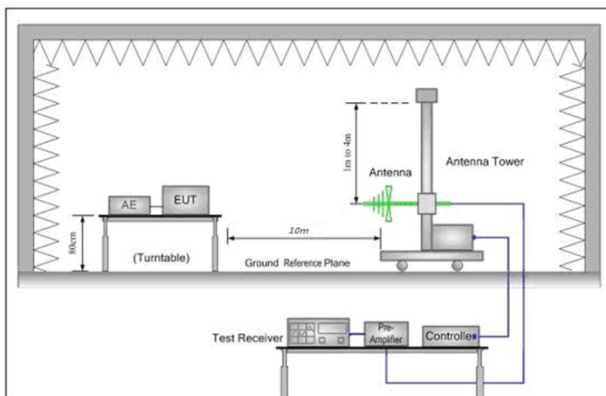 1m to 4m
Antenna
Antenna Tower
AE
EUT
80cm
(Turntable)
10m
Ground Reference Plane
Test Receiver
Pre-
Amplifier
Controller